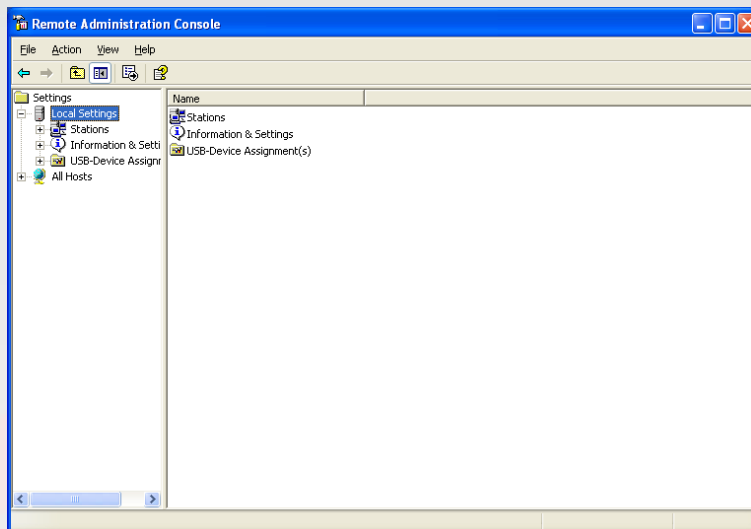 Remote Administration Console
File Action View Help
Settings
Local Settings
Stations
Information & Setti
USB-Device Assignr
All Hosts
Name
Stations
Information & Settings
USB-Device Assignment(s)